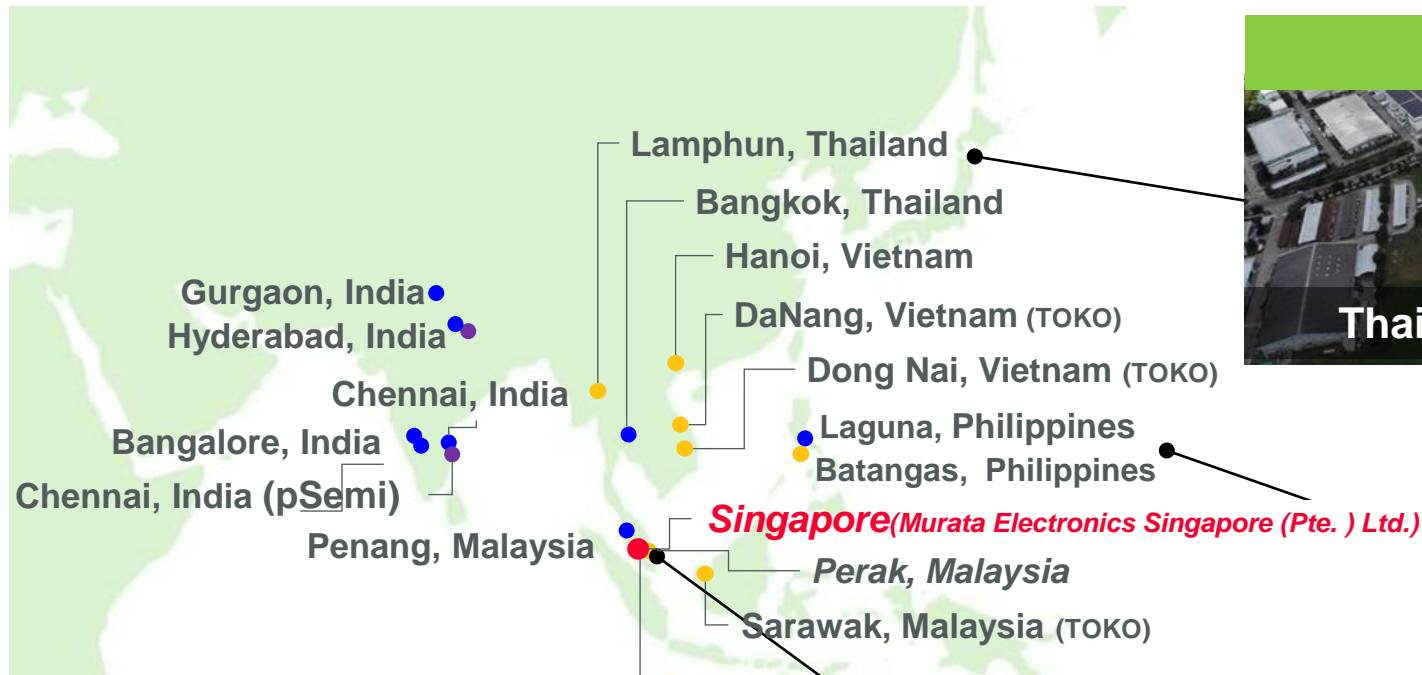 Lamphun, Thailand
Bangkok, Thailand
Hanoi, Vietnam
Gurgaon, India
DaNang, Vietnam (TOKO)
Hyderabad, India
Thai
Dong Nai, Vietnam (TOKO)
Chennai, India
Laguna, Philippines
Bangalore, India
Batangas, Philippines
Chennai, India (pSemi)
Singapore(Murata Electronics Singapore (Pte. ) Ltd.)
Penang, Malaysia
Perak, Malaysia
Sarawak, Malaysia (TOKO)